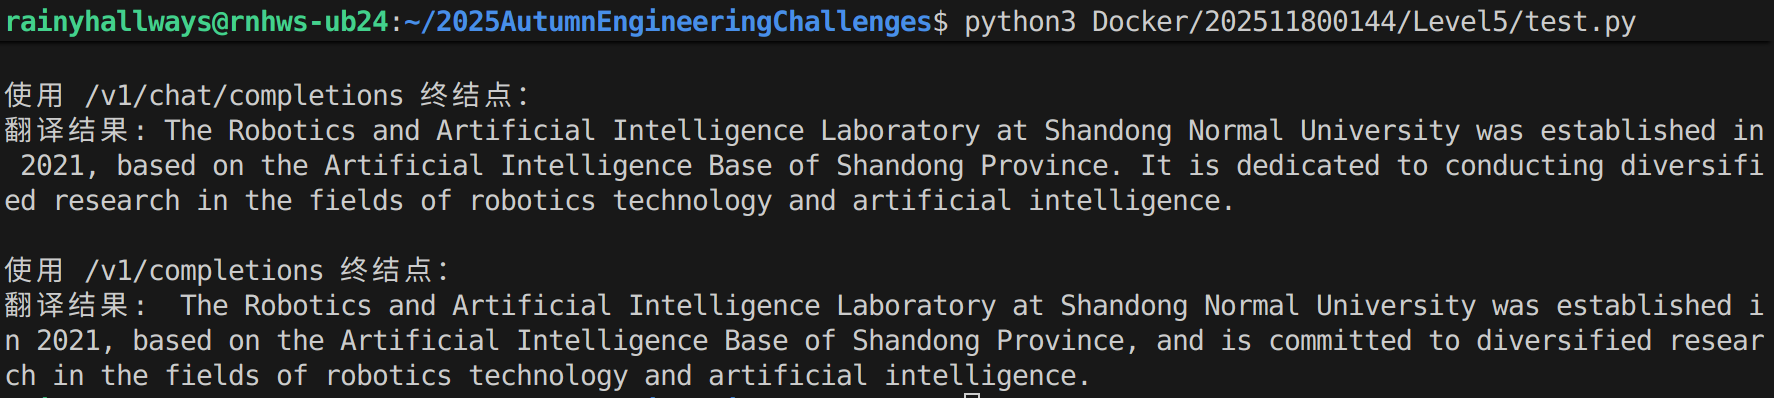 rainyhallways@rnhws-ub24:~/2025AutumnEngineeringChallenges$ python3 Docker/202511800144/Level5/test.py
使用 /v1/chat/completions 终结点:
翻译结果: The Robotics and Artificial Intelligence Laboratory at Shandong Normal University was established in
 2021, based on the Artificial Intelligence Base of Shandong Province. It is dedicated to conducting diversifi
ed research in the fields of robotics technology and artificial intelligence.
使用 /v1/completions 终结点:
翻译结果:  The Robotics and Artificial Intelligence Laboratory at Shandong Normal University was established i
n 2021, based on the Artificial Intelligence Base of Shandong Province, and is committed to diversified resear
ch in the fields of robotics technology and artificial intelligence.